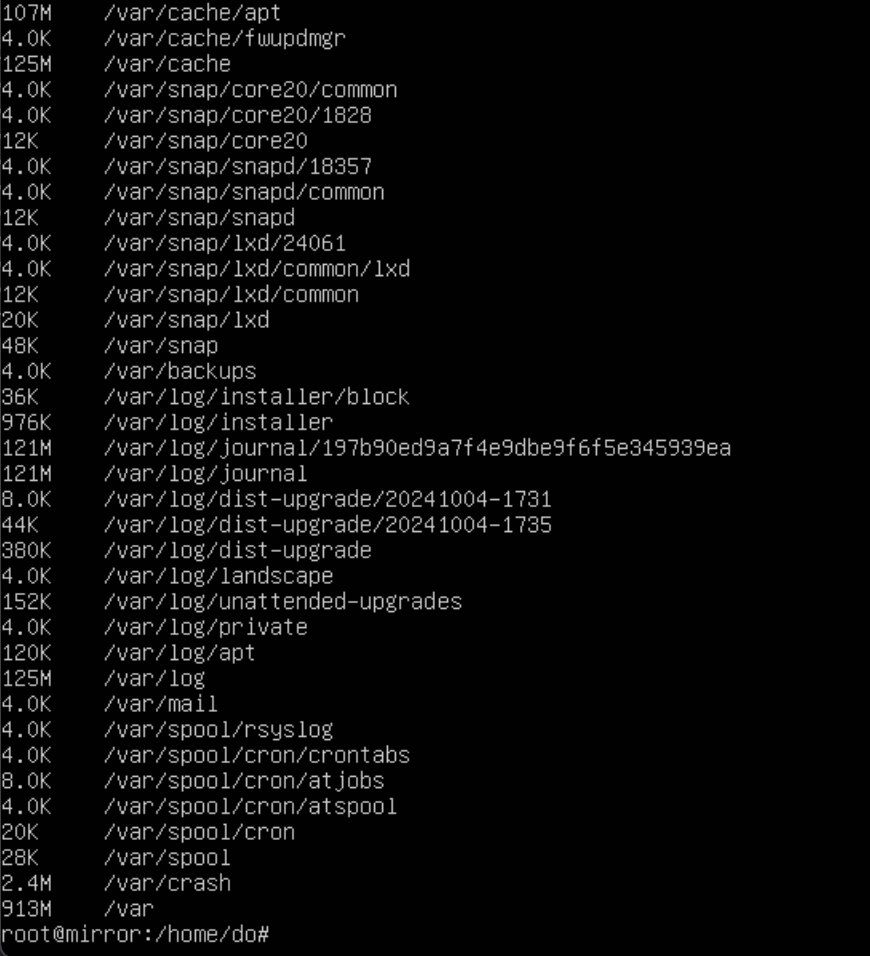 107M /var/cache/apt
4.0K /var/cache/fwupdmgr
125M /var/cache
4.0K /var/snap/core20/common
4.0K /var/snap/core20/1828
12K /var/snap/core20
4.0K /var/snap/snapd/18357
4.0K /var/snap/snapd/common
12K /var/snap/snapd
4.0K /var/snap/lxd/24061
4.0K /var/snap/lxd/common/lxd
12K /var/snap/lxd/common
20K /var/snap/lxd
48K /var/snap
4.0K /var/backups
36K /var/log/installer/block
976K /var/log/installer
121M /var/log/journal/197b90ed9a7f4e9dbe9f6f5e345939ea
121M /var/log/journal
8.0K /var/log/dist-upgrade/20241004-1731
44K /var/log/dist-upgrade/20241004-1735
380K /var/log/dist-upgrade
4.0K /var/log/landscape
152K /var/log/unattended-upgrades
4.0K /var/log/private
120K /var/log/apt
125M /var/log
4.0K /var/mail
4.0K /var/spool/rsyslog
4.0K /var/spool/cron/crontabs
8.0K /var/spool/cron/atjobs
4.0K /var/spool/cron/atspool
20K /var/spool/cron
28K /var/spool
2.4M /var/crash
913M /var
root@mirror:/home/do#